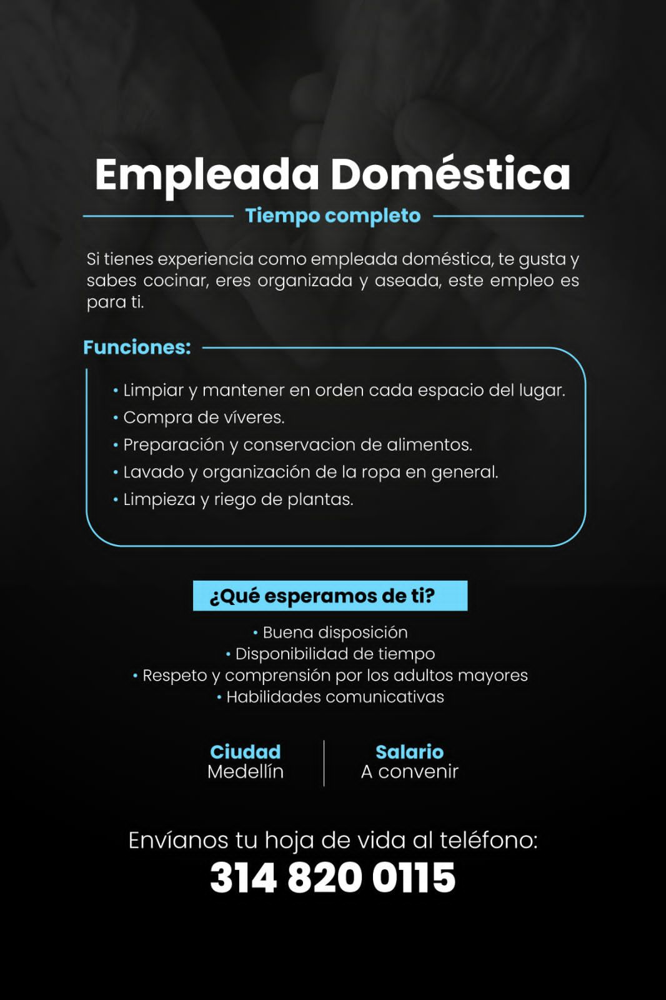 Empleada Doméstica
Tiempo completo
Si tienes experiencia como empleada doméstica, te gusta y
sabes cocinar, eres organizada y aseada, este empleo es
para ti.
Funciones:
• Limpiar y mantener en orden cada espacio del lugar.
• Compra de víveres.
• Preparación y conservacion de alimentos.
• Lavado y organización de la ropa en general.
• Limpieza y riego de plantas.
¿Qué esperamos de ti?
• Buena disposición
• Disponibilidad de tiempo
• Respeto y comprensión por los adultos mayores
• Habilidades comunicativas
Ciudad
Medellín
Salario
A convenir
Envíanos tu hoja de vida al teléfono:
314 820 0115